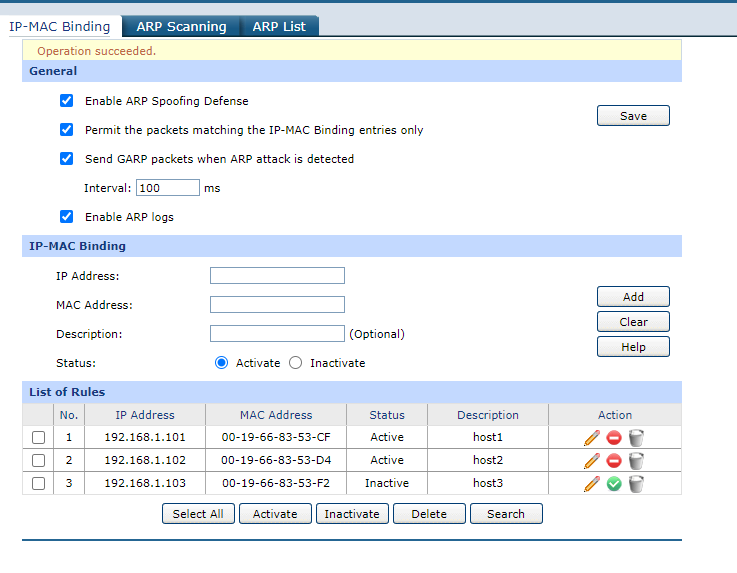 IP-MAC Binding ARP Scanning ARP List
Operation succeeded.
General
Enable ARP Spoofing Defense
Save
Permit the packets matching the IP-MAC Binding entries only
Send GARP packets when ARP attack is detected
Interval: 100 ms
Enable ARP logs
IP-MAC Binding
IP Address:
MAC Address:
Add
Description: (Optional)
Clear
Help
Status: Activate Inactivate
List of Rules
No. IP Address MAC Address Status Description Action
1 192.168.1.101 00-19-66-83-53-CF Active host1
2 192.168.1.102 00-19-66-83-53-D4 Active host2
3 192.168.1.103 00-19-66-83-53-F2 Inactive host3
Select All Activate Inactivate Delete Search